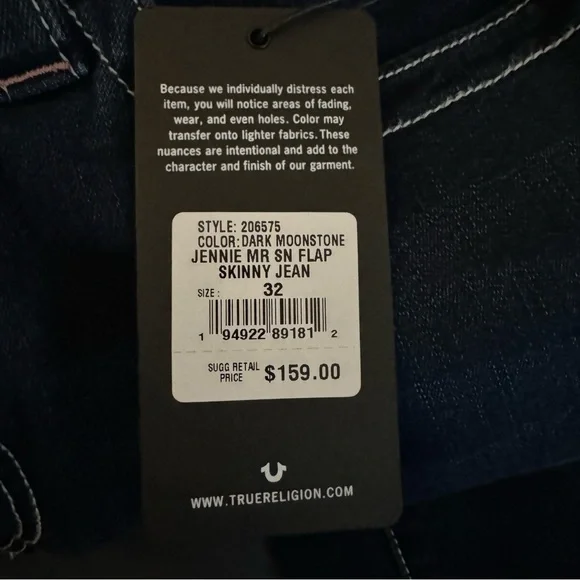 Because we individually distress each
item, you will notice areas of fading,
wear, and even holes. Color may
transfer onto lighter fabrics. These
nuances are intentional and add to the
character and finish of our garment.
STYLE: 206575
COLOR: DARK MOONSTONE
JENNIE MR SN FLAP
SKINNY JEAN
SIZE : 32
1 94922 89181 2
SUGG RETAIL
PRICE $159.00
WWW.TRUERELIGION.COM